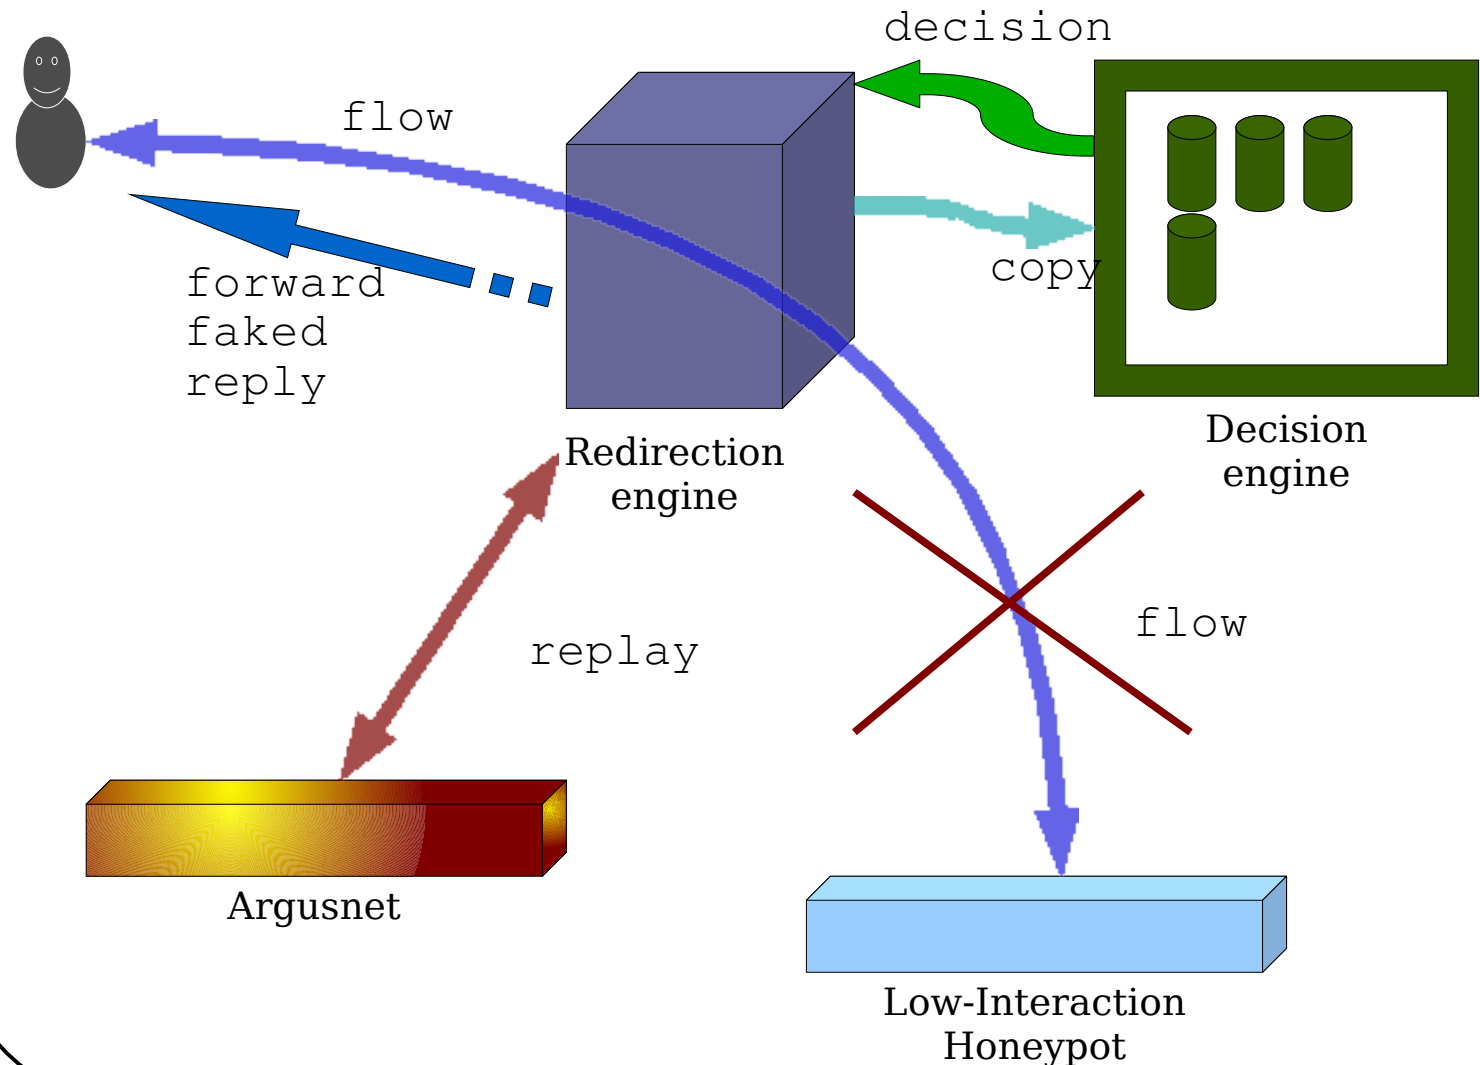 decision
flow
copy
forward
faked
reply
Redirection
engine
Decision
engine
flow
replay
Argusnet
Low-Interaction
Honeypot